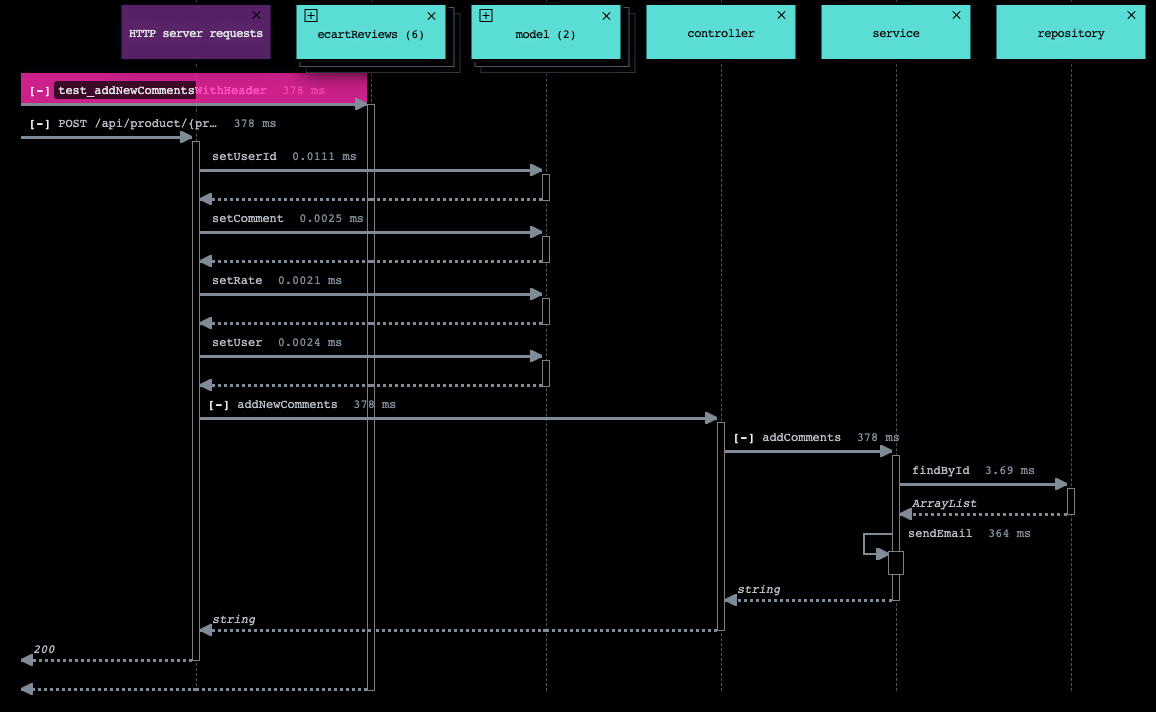 HTTP server requests
ecartReviews (6)
model (2)
controller
service
repository
[-] test_addNewCommentsWithHeader 378 ms
[-] POST /api/product/{pr… 378 ms
setUserId 0.0111 ms
setComment 0.0025 ms
setRate 0.0021 ms
setUser 0.0024 ms
[-] addNewComments 378 ms
[-] addComments 378 ms
findById 3.69 ms
ArrayList
sendEmail 364 ms
string
string
200